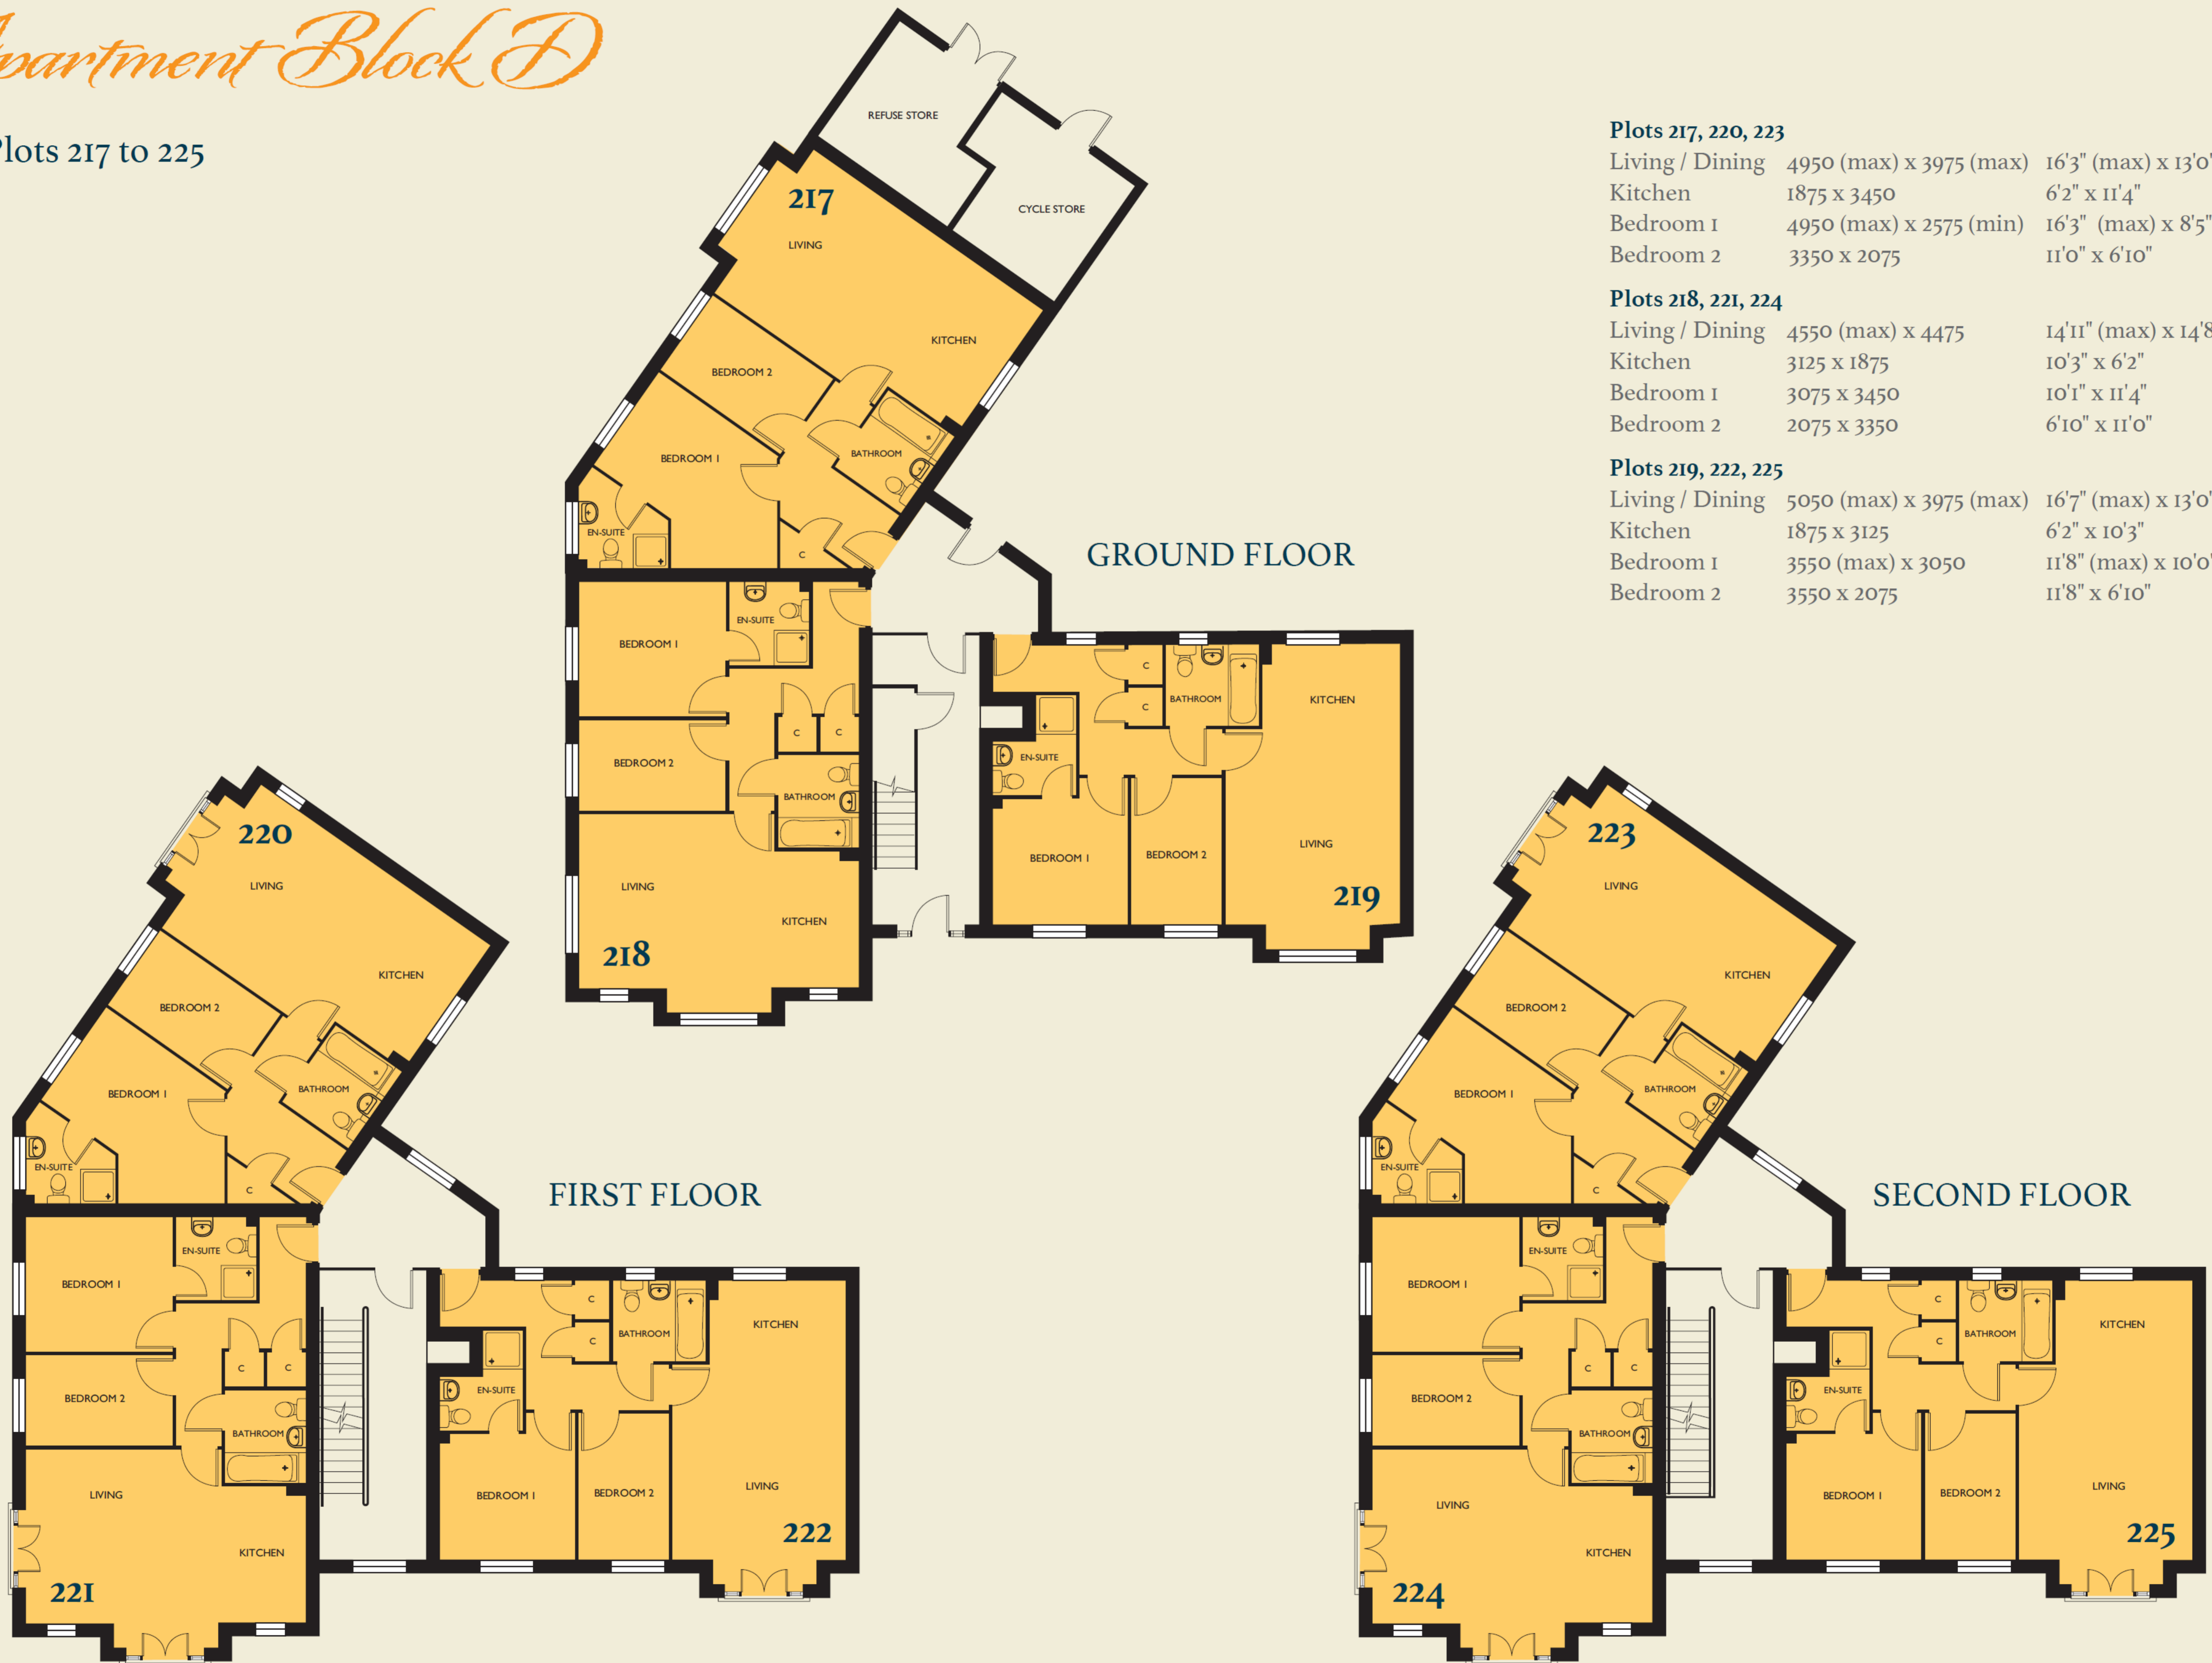 Apartment Block D
Plots 217 to 225
Plots 217, 220, 223
Living / Dining 4950 (max) x 3975 (max) 16'3" (max) x 13'0"
Kitchen 1875 x 3450 6'2" x 11'4"
Bedroom 1 4950 (max) x 2575 (min) 16'3" (max) x 8'5"
Bedroom 2 3350 x 2075 11'0" x 6'10"
Plots 218, 221, 224
Living / Dining 4550 (max) x 4475 14'11" (max) x 14'8
Kitchen 3125 x 1875 10'3" x 6'2"
Bedroom 1 3075 x 3450 10'1" x 11'4"
Bedroom 2 2075 x 3350 6'10" x 11'0"
Plots 219, 222, 225
Living / Dining 5050 (max) x 3975 (max) 16'7" (max) x 13'0"
Kitchen 1875 x 3125 6'2" x 10'3"
Bedroom 1 3550 (max) x 3050 11'8" (max) x 10'0"
Bedroom 2 3550 x 2075 11'8" x 6'10"
GROUND FLOOR
REFUSE STORE
CYCLE STORE
217
LIVING
KITCHEN
BEDROOM 2
BEDROOM 1
BATHROOM
EN-SUITE
C
BEDROOM 1
EN-SUITE
BEDROOM 2
C
C
BATHROOM
LIVING
KITCHEN
218
C
C
BATHROOM
KITCHEN
EN-SUITE
BEDROOM 1
BEDROOM 2
LIVING
219
FIRST FLOOR
220
LIVING
KITCHEN
BEDROOM 2
BEDROOM 1
BATHROOM
EN-SUITE
C
BEDROOM 1
EN-SUITE
BEDROOM 2
C
C
BATHROOM
LIVING
KITCHEN
221
C
C
BATHROOM
KITCHEN
EN-SUITE
BEDROOM 1
BEDROOM 2
LIVING
222
SECOND FLOOR
223
LIVING
KITCHEN
BEDROOM 2
BEDROOM 1
BATHROOM
EN-SUITE
C
BEDROOM 1
EN-SUITE
BEDROOM 2
C
C
BATHROOM
LIVING
KITCHEN
224
C
C
BATHROOM
KITCHEN
EN-SUITE
BEDROOM 1
BEDROOM 2
LIVING
225